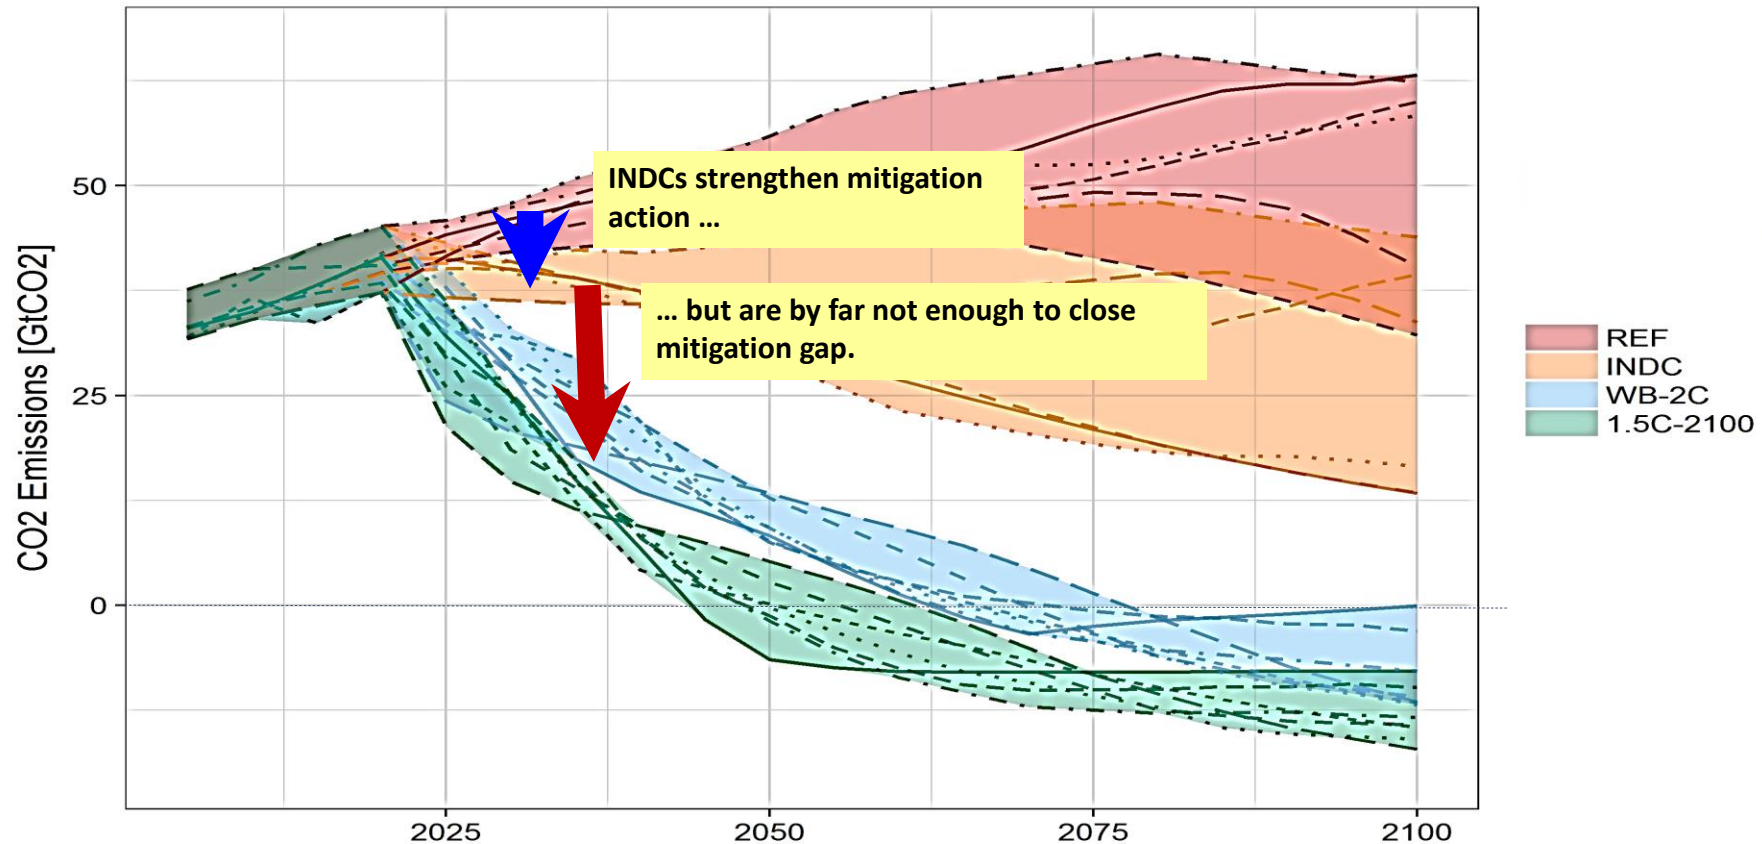 INDCs strengthen mitigation
action ...
... but are by far not enough to close
mitigation gap.
CO2 Emissions [GtCO2]
50
25
0
2025
2050
2075
2100
REF
INDC
WB-2C
1.5C-2100